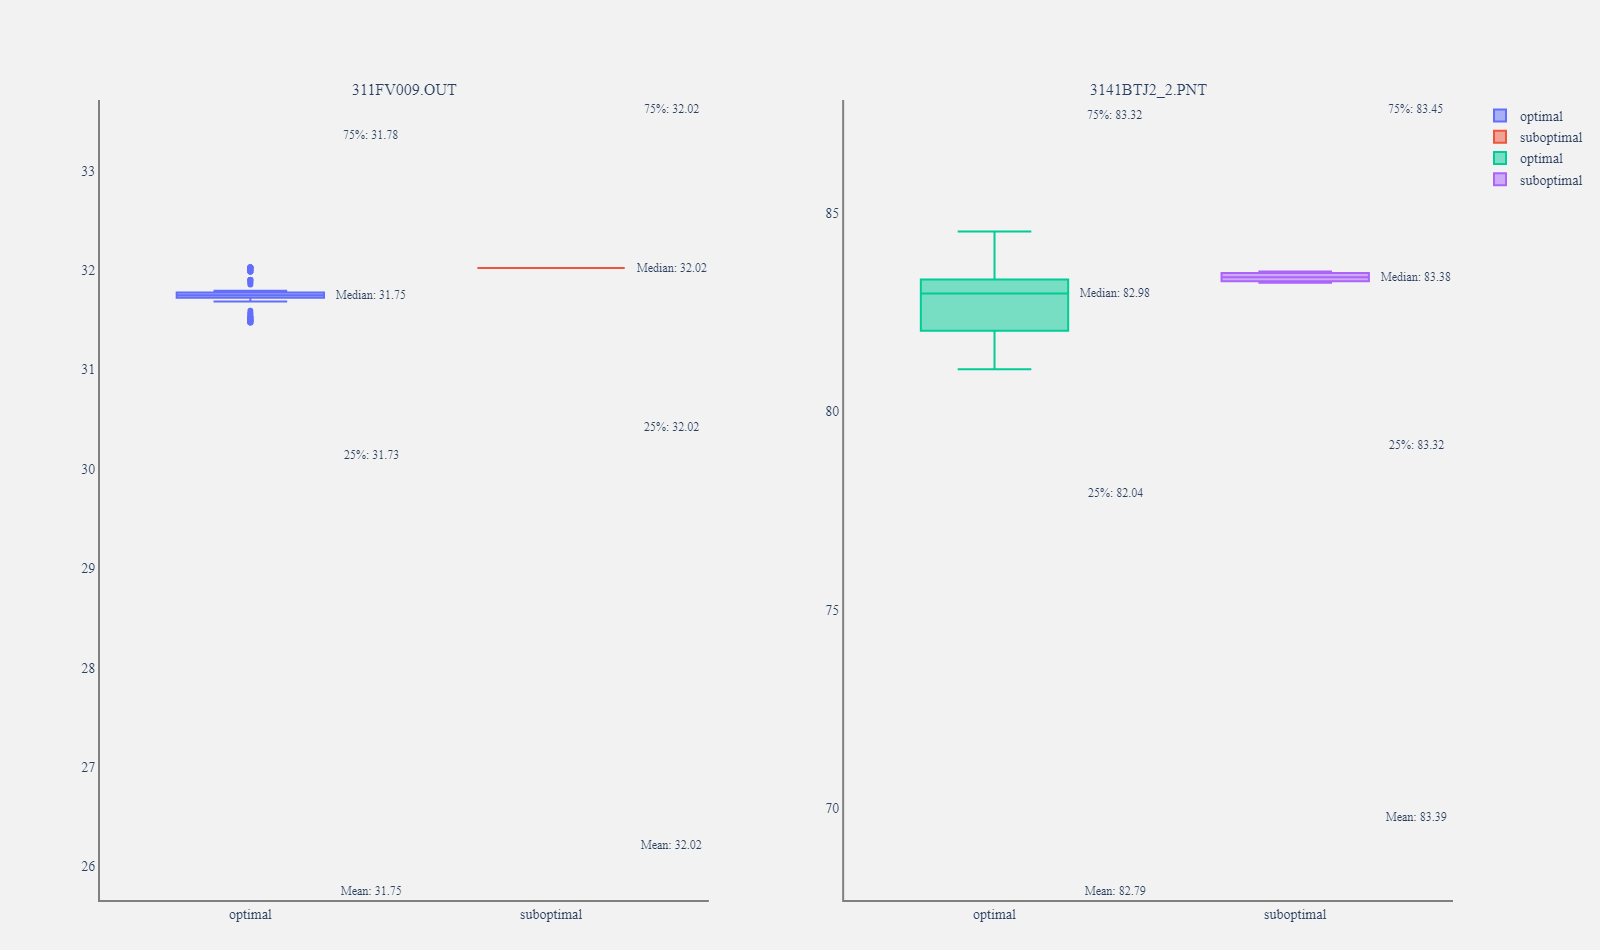 311FV009.OUT
75%: 32.02
75%: 31.78
33
32
Median: 32.02
Median: 31.75
31
25%: 32.02
30
25%: 31.73
29
28
27
26
Mean: 32.02
Mean: 31.75
optimal
suboptimal
3141BTJ2_2.PNT
75%: 83.45
75%: 83.32
85
Median: 83.38
Median: 82.98
80
25%: 83.32
25%: 82.04
75
70
Mean: 83.39
Mean: 82.79
optimal
suboptimal
optimal
suboptimal
optimal
suboptimal